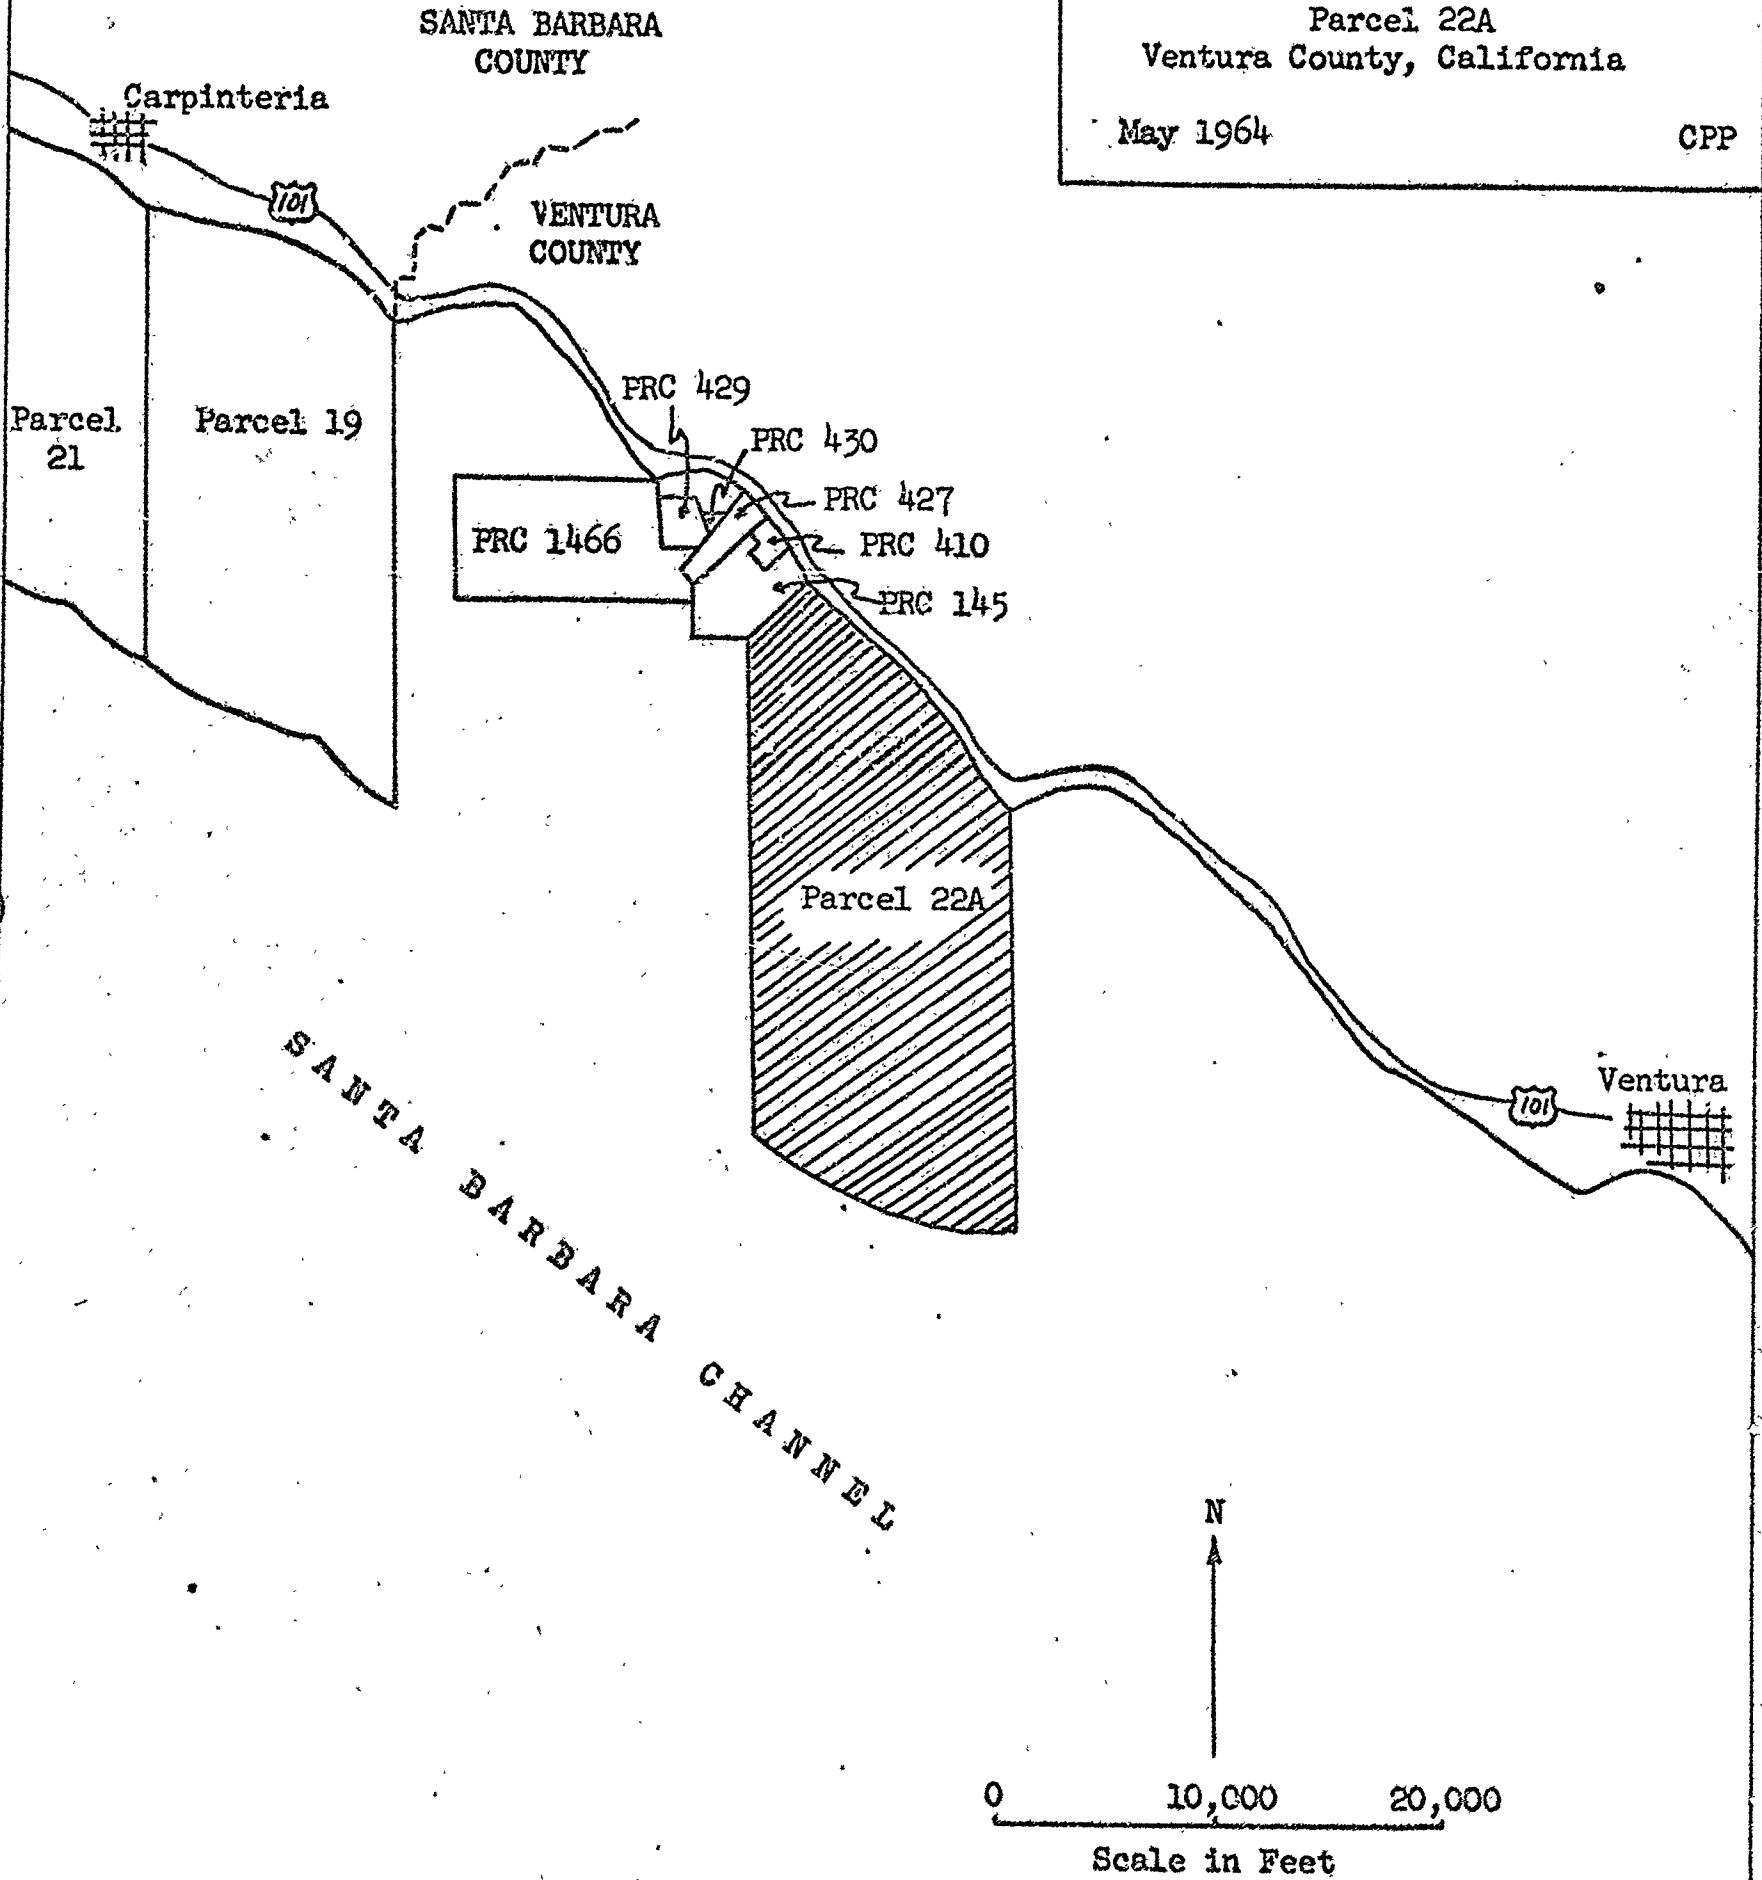 SANTA BARBARA
COUNTY
Parcel 22A
Ventura County, California
May 1964
CPP
Carpinteria
101
VENTURA
COUNTY
PRC 429
Parcel
21
Parcel 19
PRC 430
PRC 427
PRC 1466
PRC 410
PRC 145
Parcel 22A
SANTA BARBARA CHANNEL
Ventura
101
N
0 10,000 20,000
Scale in Feet